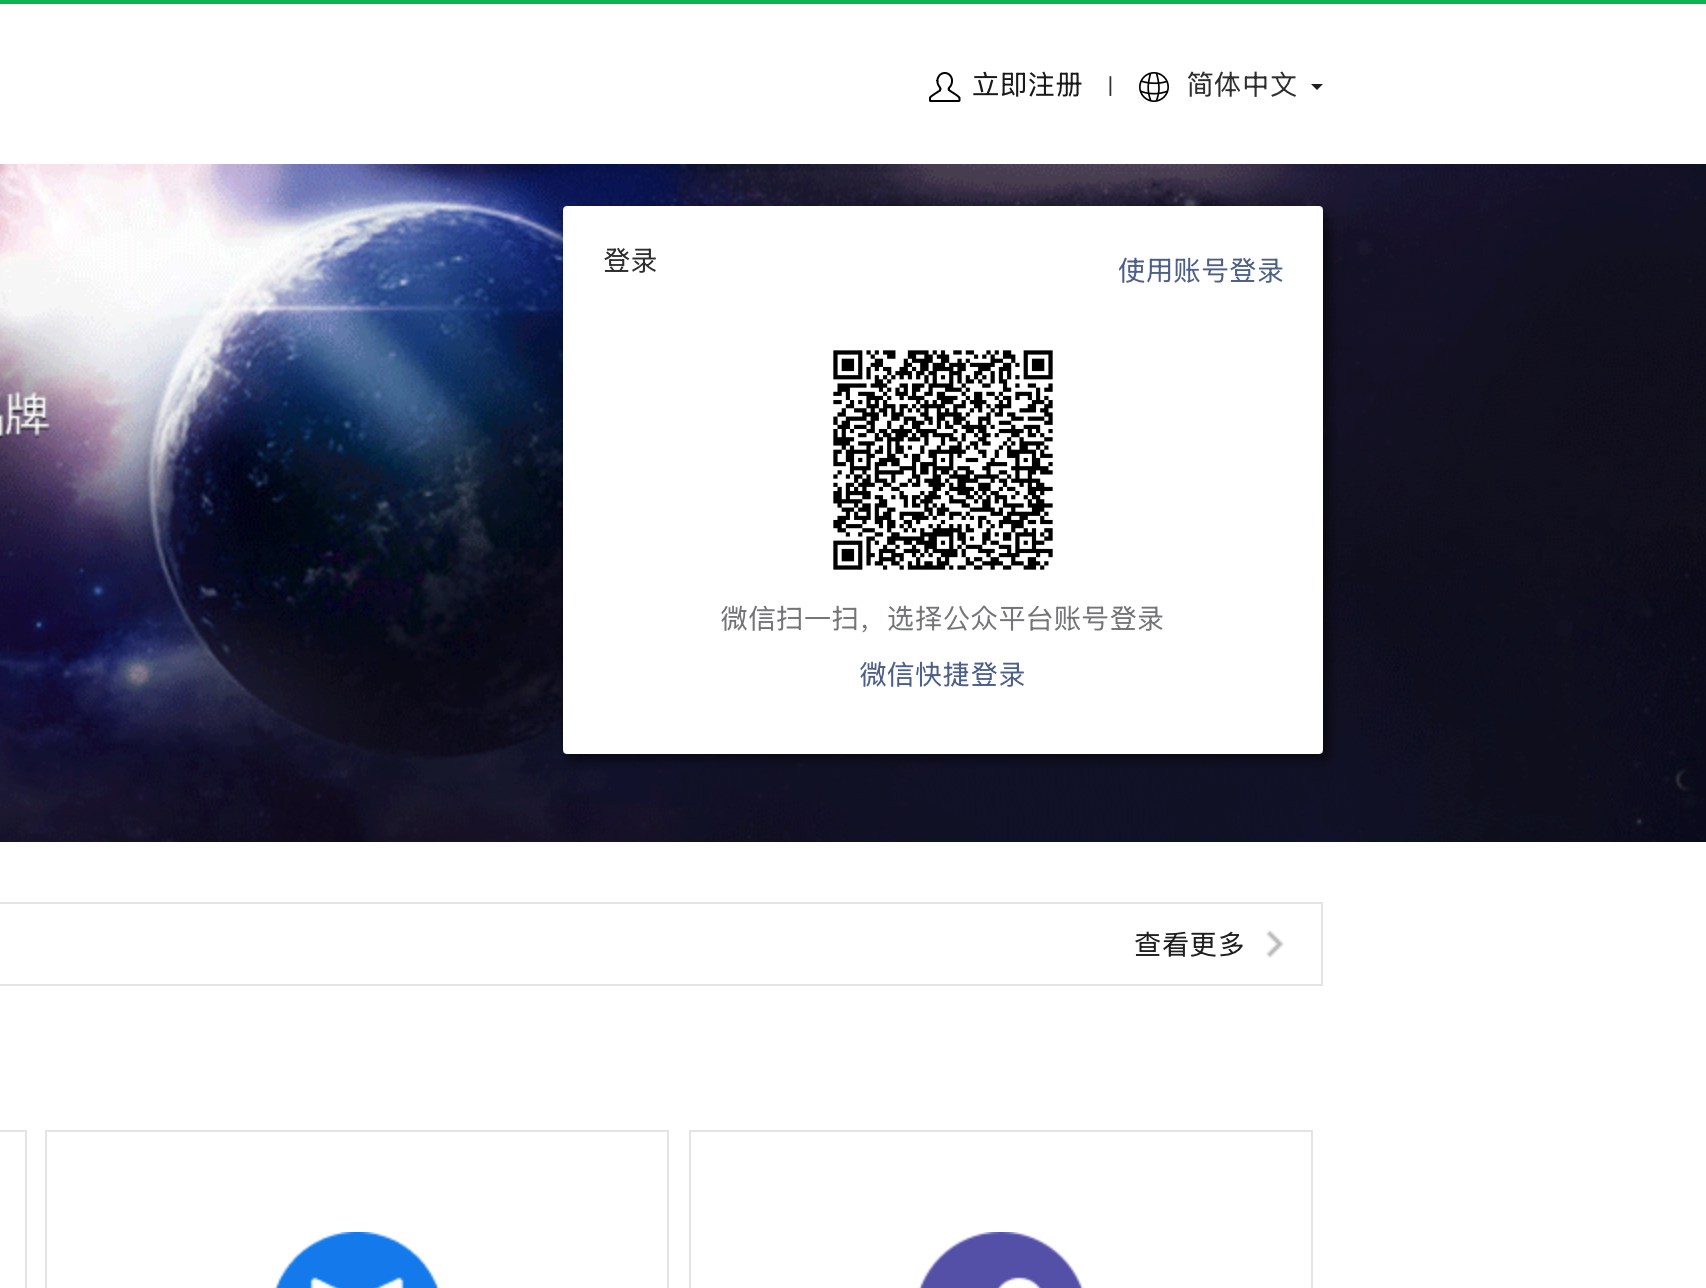 立即注册 | 简体中文
登录
使用账号登录
牌
微信扫一扫，选择公众平台账号登录
微信快捷登录
查看更多